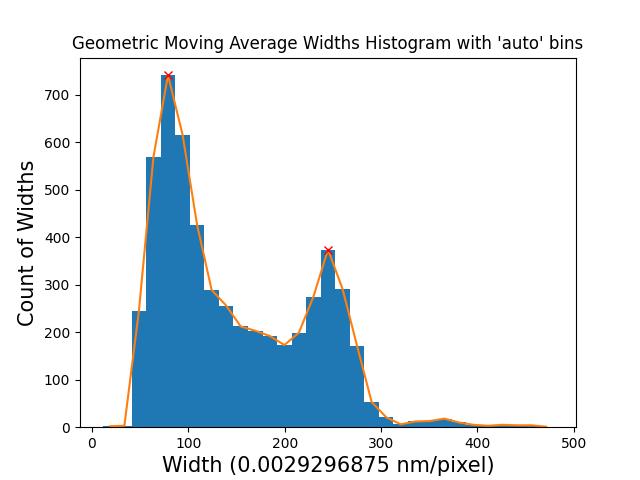 Geometric Moving Average Widths Histogram with 'auto' bins
700
600
500
400
300
200
100
0
Count of Widths
0 100 200 300 400 500
Width (0.0029296875 nm/pixel)